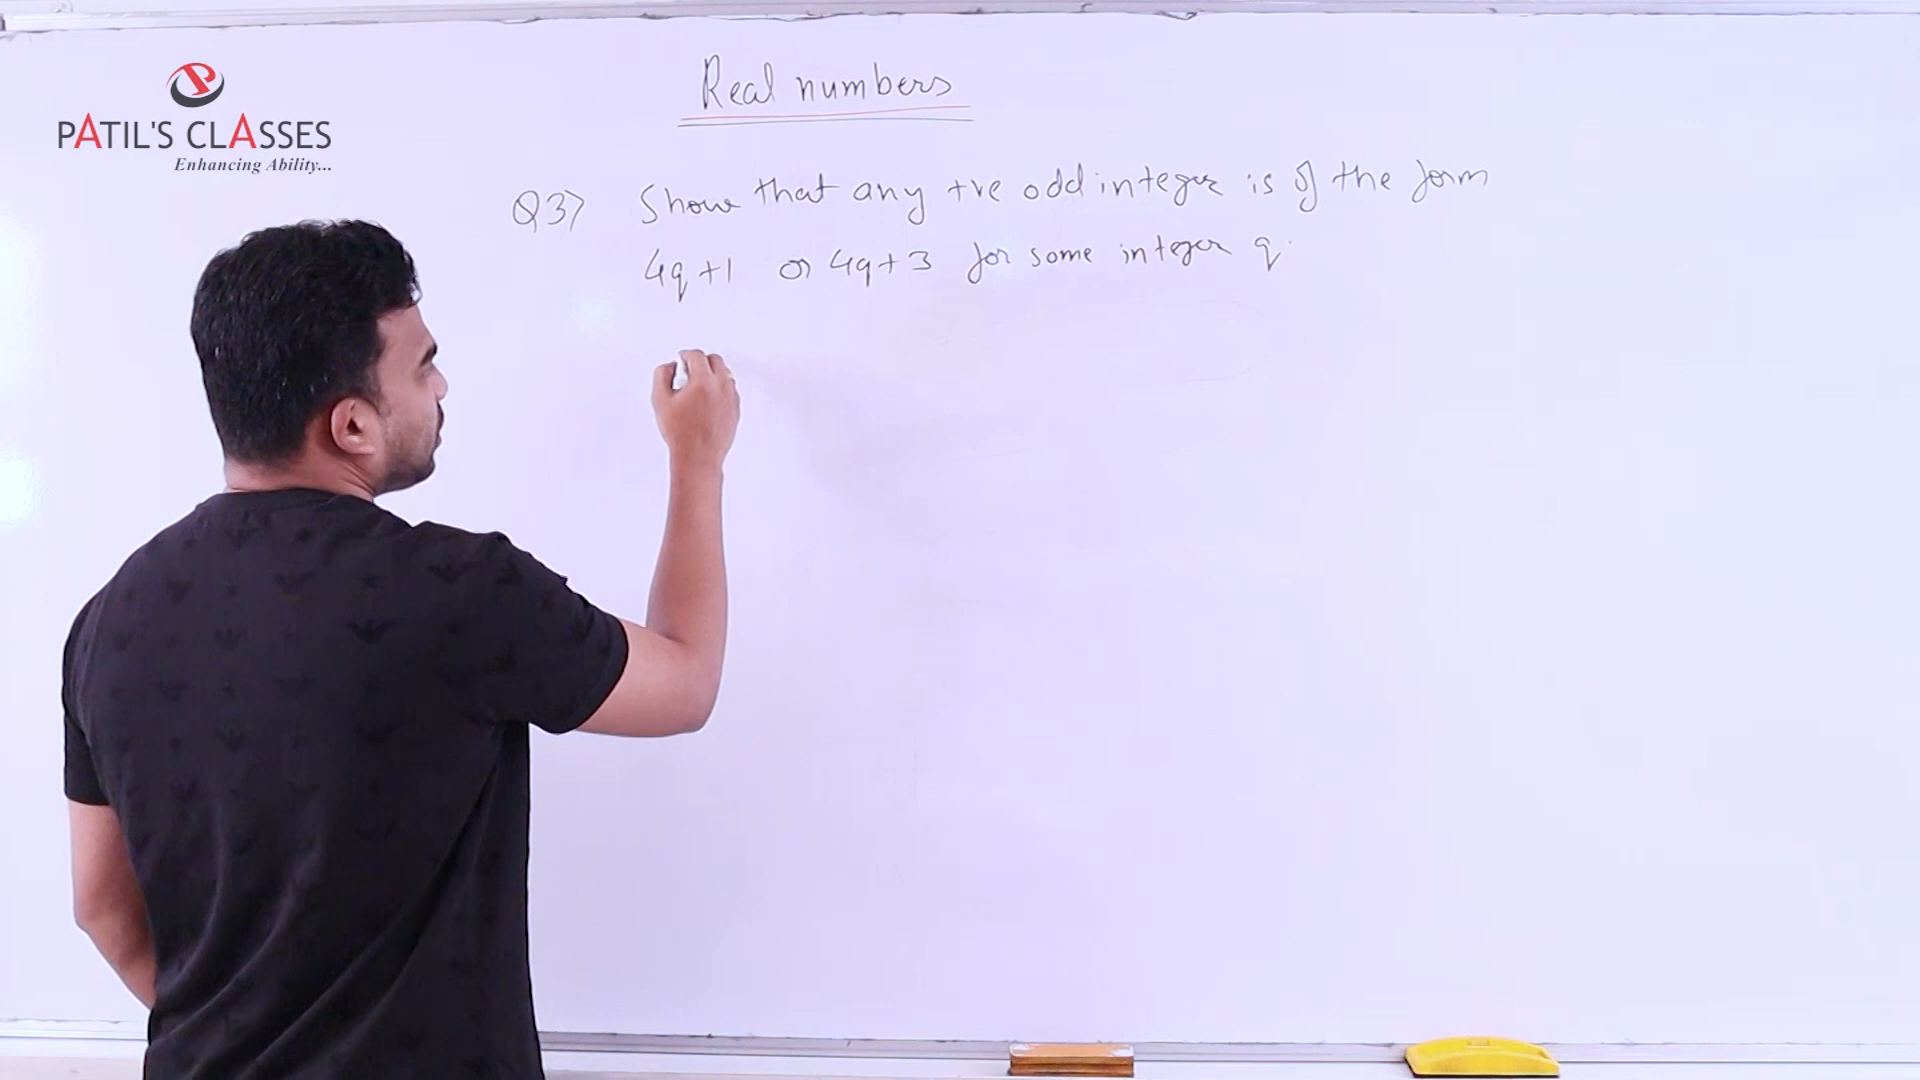 PATIL'S CLASSES
Enhancing Ability...
Real numbers
Q3> Show that any +ve odd integer is of the form
4q+1 or 4q+3 for some integer q.